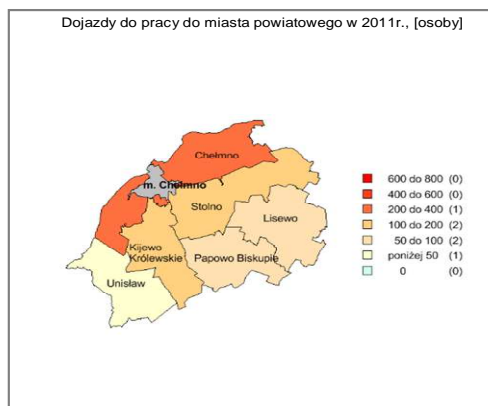 Dojazdy do pracy do miasta powiatowego w 2011r., [osoby]
Chełmno
m. Chełmno
Stolno
Lisewo
Kijowo
Królewskie
Papowo Biskupie
Unisław
600 do 800 (0)
400 do 600 (0)
200 do 400 (1)
100 do 200 (2)
50 do 100 (2)
poniżej 50 (1)
0 (0)